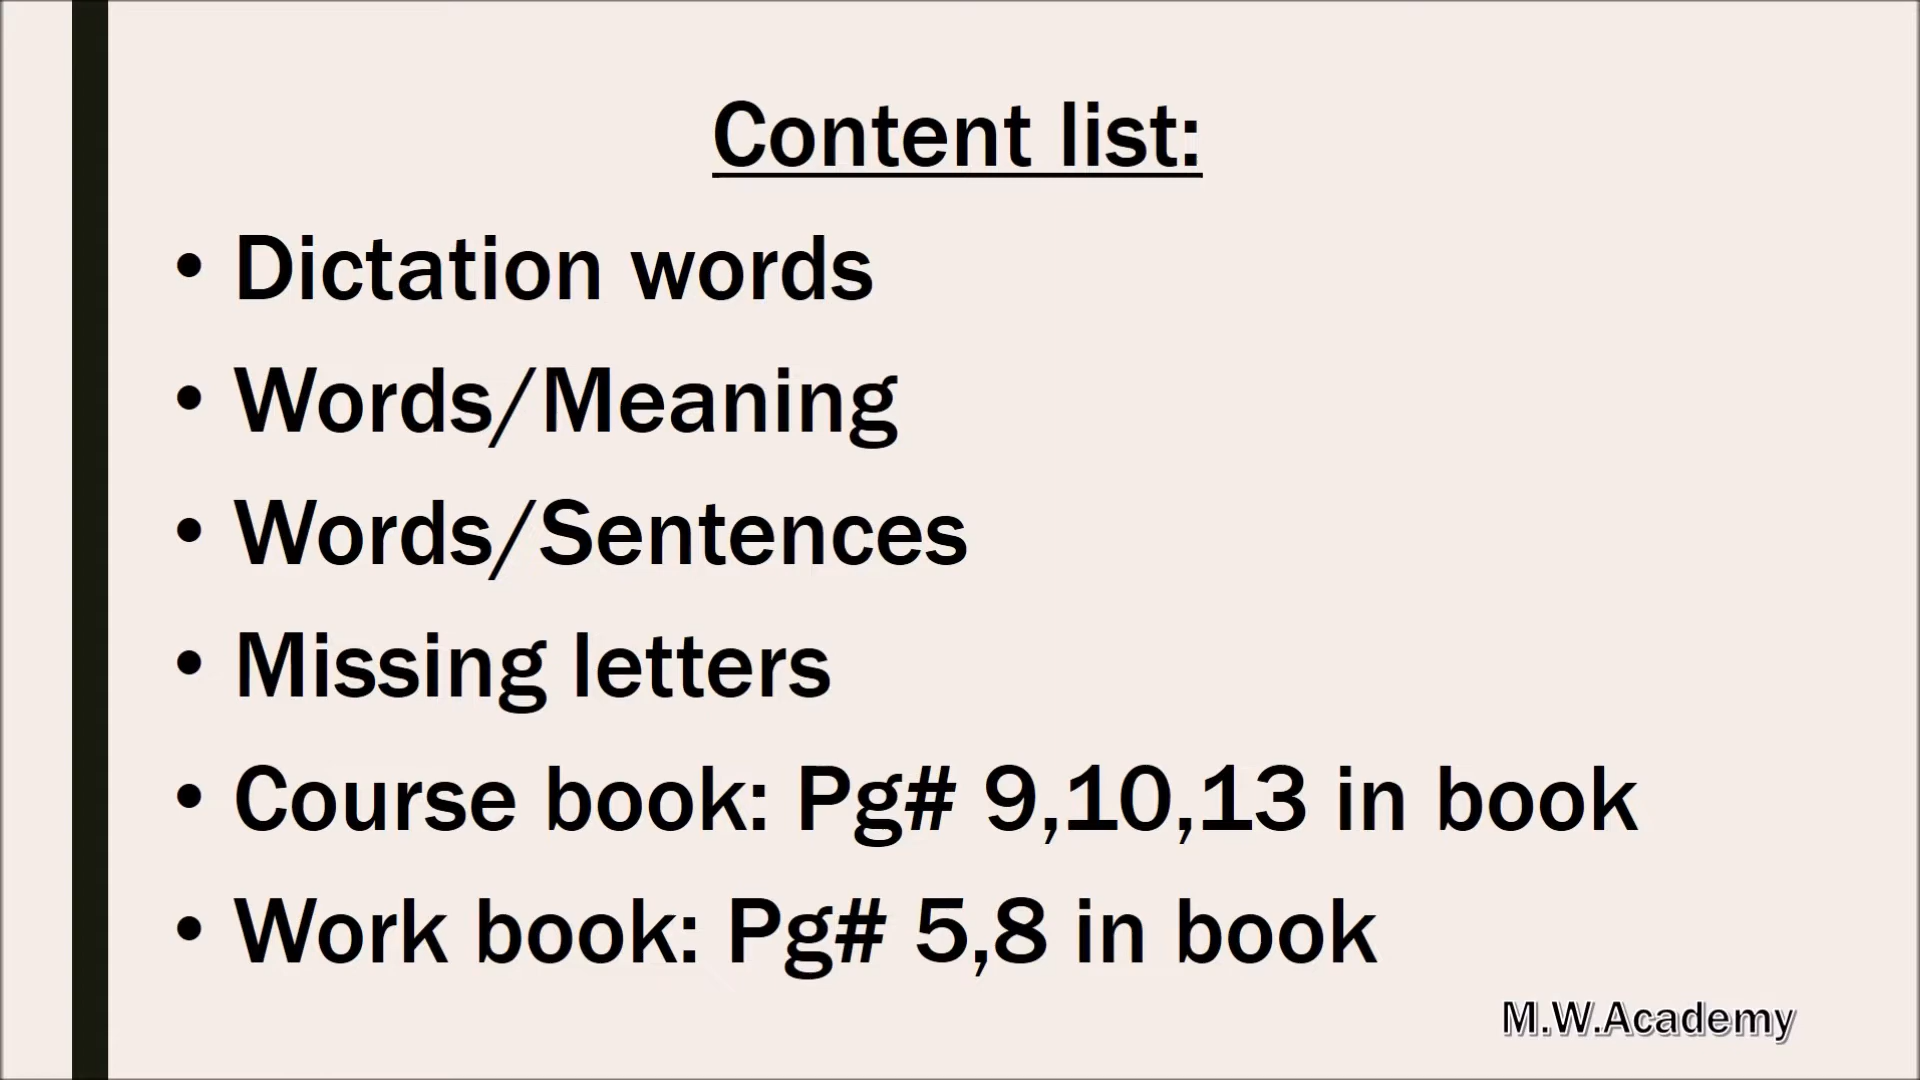 Content list:
• Dictation words
• Words/Meaning
• Words/Sentences
• Missing letters
• Course book: Pg# 9,10,13 in book
• Work book: Pg# 5,8 in book
M.W.Academy